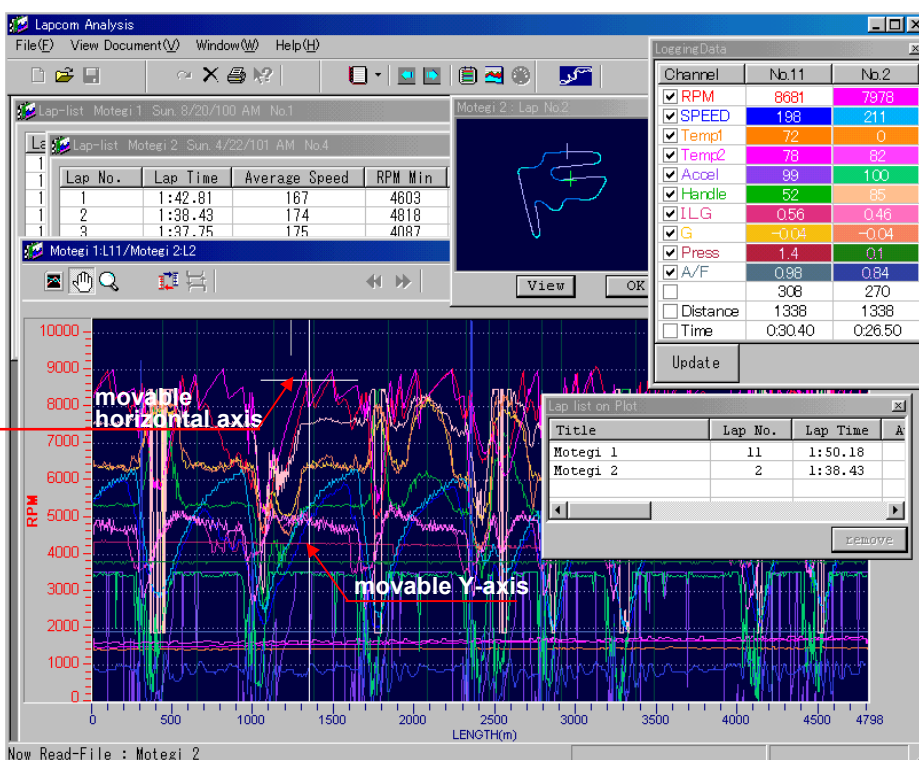 Lapcom Analysis
File(F) View Document(V) Window(W) Help(H)
Lap-list Motegi 1 Sun. 8/20/100 AM No.1
Lap-list Motegi 2 Sun. 4/22/101 AM No.4
Lap No. Lap Time Average Speed RPM Min
1 1:42.81 167 4603
2 1:38.43 174 4818
3 1:37.75 175 4087
Motegi 2 : Lap No.2
View OK
LoggingData
Channel No.11 No.2
RPM 8681 7978
SPEED 198 211
Temp1 72 0
Temp2 78 82
Accel 99 100
Handle 52 85
I.L.G 0.56 0.46
G -0.04 -0.04
Press 1.4 0.1
A/F 0.98 0.84
308 270
Distance 1338 1338
Time 0:30.40 0:26.50
Update
Motegi 1:L11/Motegi 2:L2
10000
9000
8000
7000
6000
5000
4000
3000
2000
1000
0
RPM
movable
horizontal axis
movable Y-axis
Lap list on Plot
Title Lap No. Lap Time
Motegi 1 11 1:50.18
Motegi 2 2 1:38.43
remove
0 500 1000 1500 2000 2500 3000 3500 4000 4500 4798
LENGTH(m)
Now Read-File : Motegi 2